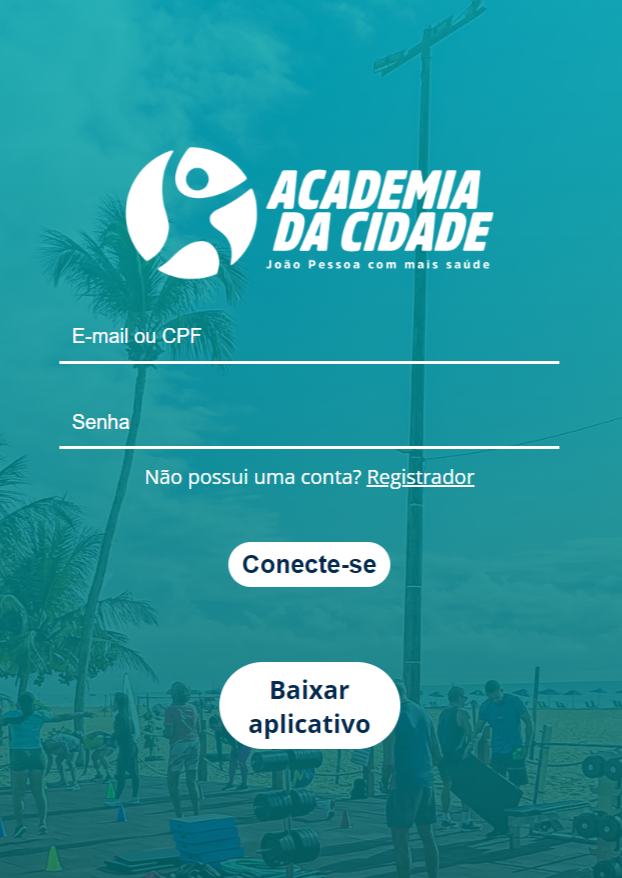 ACADEMIA
DA CIDADE
João Pessoa com mais saúde
E-mail ou CPF
Senha
Não possui uma conta? Registrador
Conecte-se
Baixar
aplicativo